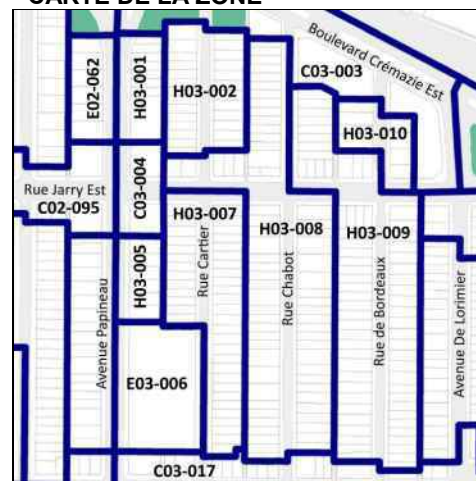 CARTE DE LA ZONE
Boulevard Crémazie Est
C03-003
E02-062
H03-001
H03-002
H03-010
Rue Jarry Est
C02-095
C03-004
H03-007
H03-008
H03-009
H03-005
Rue Cartier
Rue Chabot
Rue de Bordeaux
Avenue De Lorimier
Avenue Papineau
E03-006
C03-017